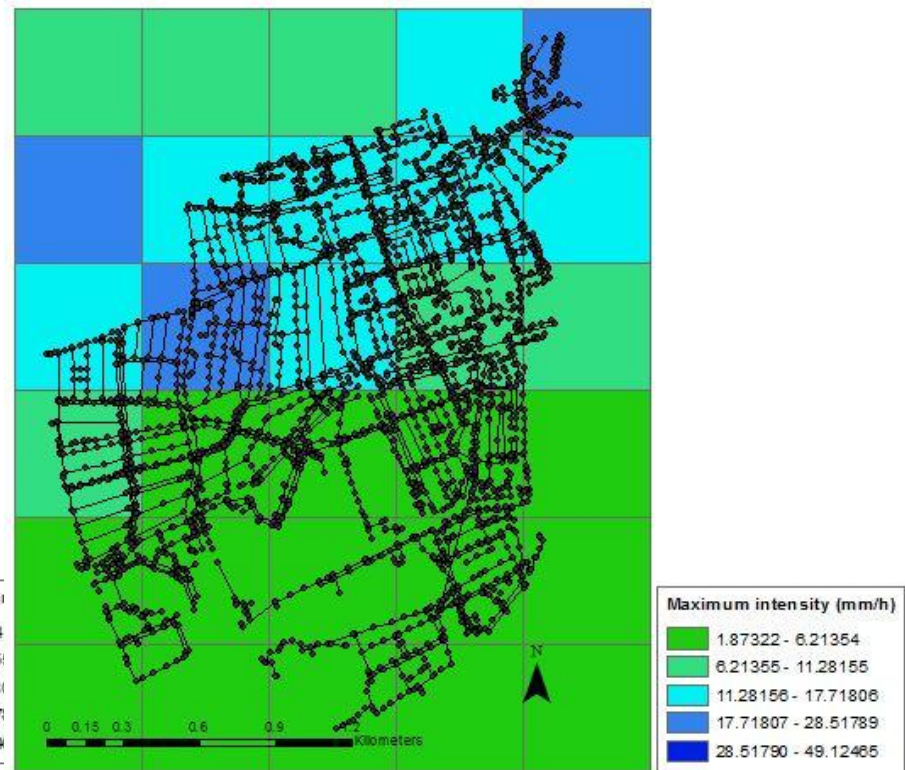 Maximum intensity (mm/h)
1.87322 - 6.21354
6.21355 - 11.28155
11.28156 - 17.71806
17.71807 - 28.51789
28.51790 - 49.12465
N
0 0.15 0.3 0.6 0.9 1.2
Kilometers